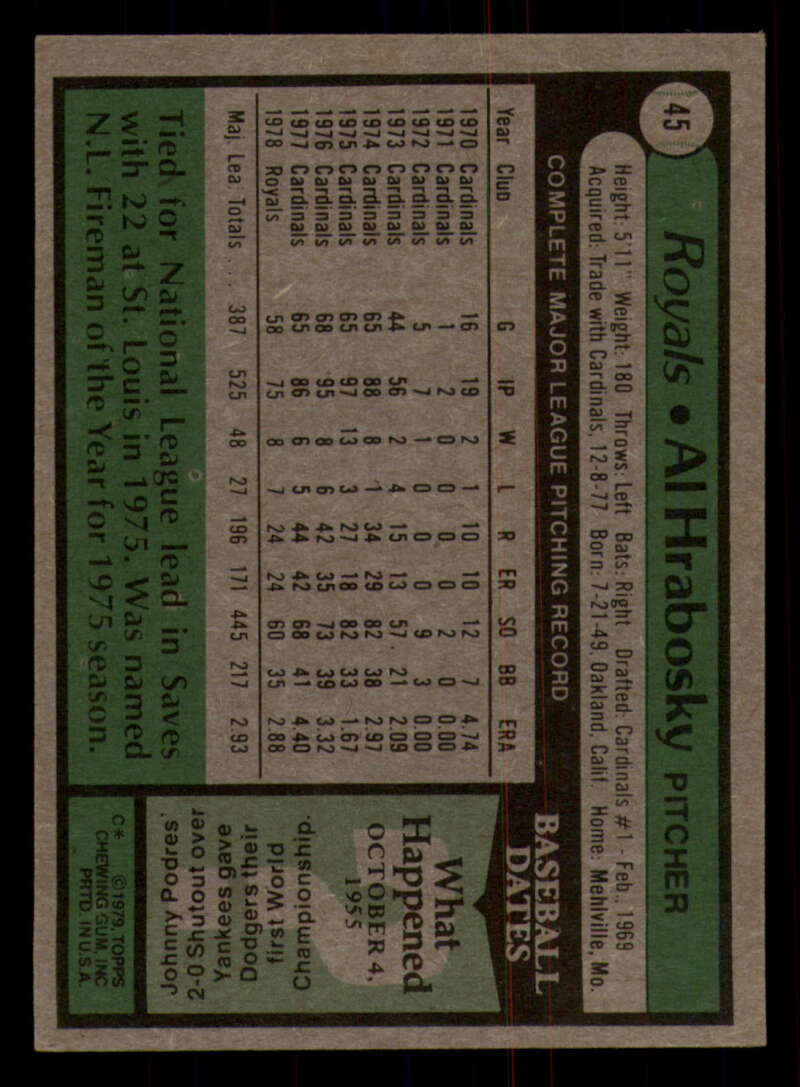 45
Royals • Al Hrabosky PITCHER
Height: 5'11" Weight: 180 Throws: Left Bats: Right Drafted: Cardinals #1 - Feb., 1969
Acquired: Trade with Cardinals, 12-8-77 Born: 7-21-49, Oakland, Calif. Home: Mehlville, Mo.
COMPLETE MAJOR LEAGUE PITCHING RECORD
Year Club G IP W L R ER SO BB ERA
1970 Cardinals 16 19 2 1 10 10 12 7 4.74
1971 Cardinals 1 2 0 0 0 0 2 0 0.00
1972 Cardinals 5 7 1 0 0 0 9 3 0.00
1973 Cardinals 44 56 2 4 15 13 57 21 2.09
1974 Cardinals 65 88 8 1 34 29 82 38 2.97
1975 Cardinals 65 97 13 3 27 18 82 33 1.67
1976 Cardinals 68 95 8 6 42 35 73 39 3.32
1977 Cardinals 65 86 6 5 44 42 68 41 4.40
1978 Royals 58 75 8 7 24 24 60 35 2.88
Maj. Lea Totals . . . 387 525 48 27 196 171 445 217 2.93
Tied for National League lead in Saves
with 22 at St. Louis in 1975. Was named
N.L. Fireman of the Year for 1975 season.
BASEBALL
DATES
What
Happened
OCTOBER 4,
1955
Johnny Podres'
2-0 Shutout over
Yankees gave
Dodgers their
first World
Championship.
C* ©1979, TOPPS
CHEWING GUM, INC
PRTD. IN U.S.A.